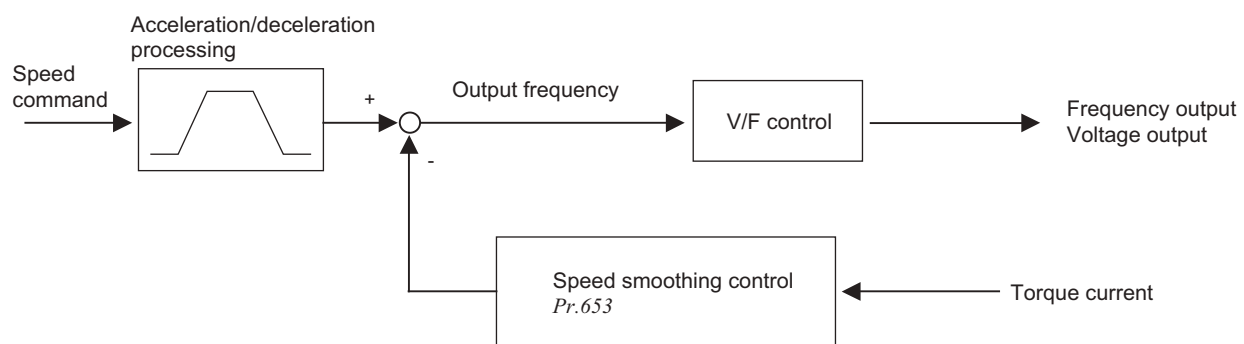 Acceleration/deceleration
processing
Speed
command
+
Output frequency
V/F control
Frequency output
Voltage output
-
Speed smoothing control
Pr.653
Torque current